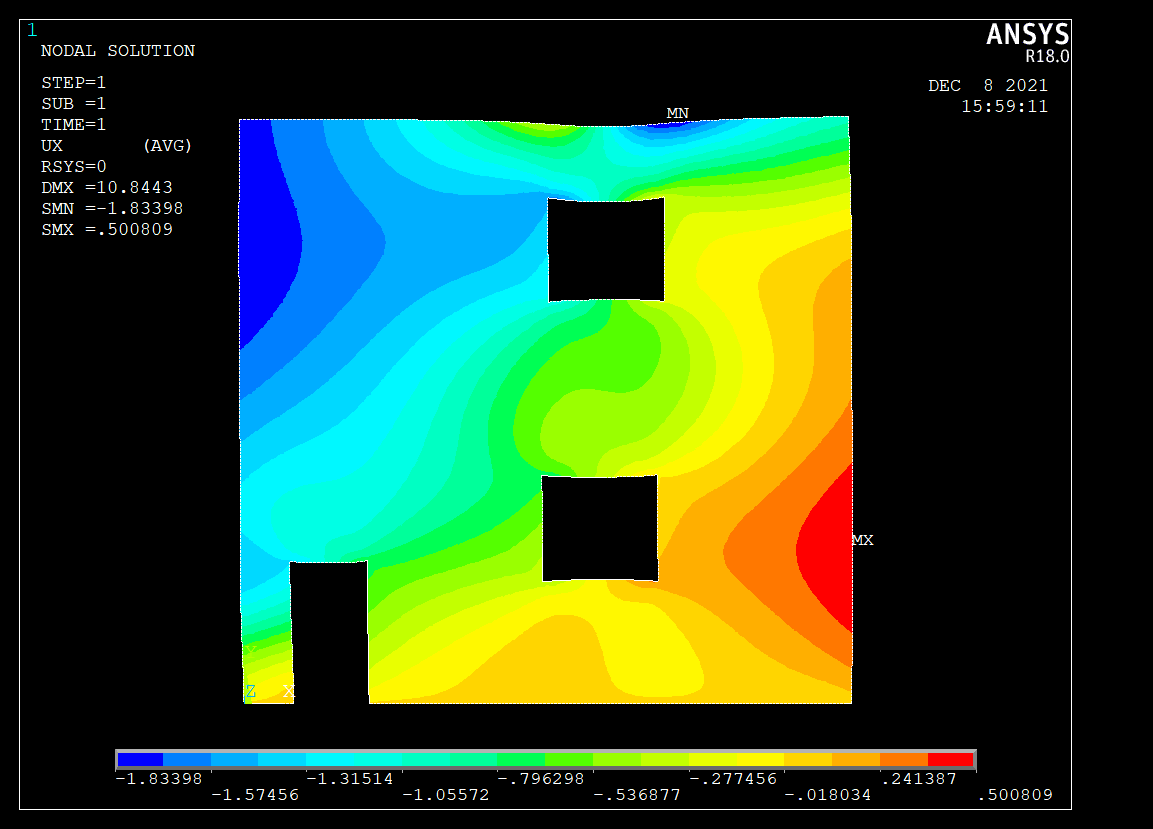 1
ANSYS
R18.0
NODAL SOLUTION
STEP=1
SUB =1
TIME=1
UX (AVG)
RSYS=0
DMX =10.8443
SMN =-1.83398
SMX =.500809
DEC 8 2021
15:59:11
MN
MX
Z X
-1.83398 -1.31514 -.796298 -.277456 .241387
-1.57456 -1.05572 -.536877 -.018034 .500809